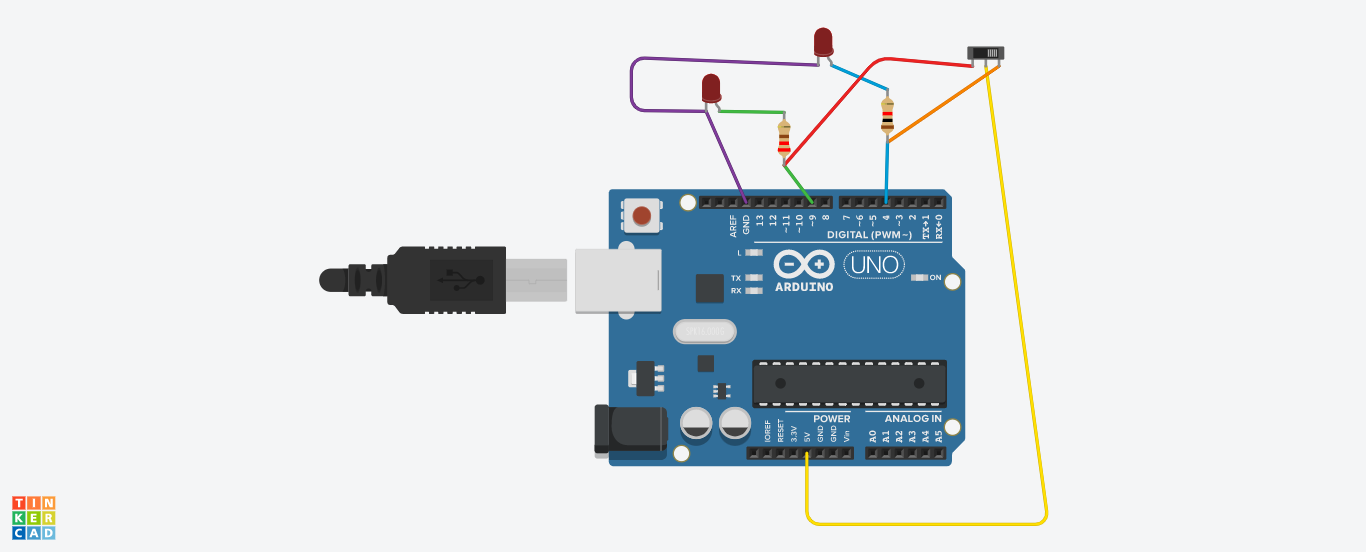 AREF
GND
13
12
~11
~10
~9
8
7
~6
~5
4
~3
2
TX→1
RX←0
DIGITAL (PWM~)
L
TX
RX
ARDUINO
UNO
ON
POWER
ANALOG IN
IOREF
RESET
3.3V
5V
GND
GND
Vin
A0
A1
A2
A3
A4
A5
TIN
KER
CAD